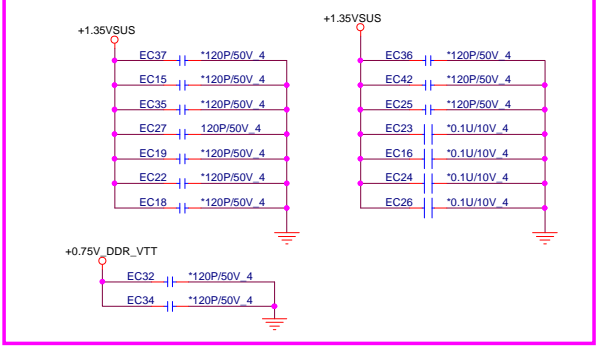 +1.35VSUS
EC37 *120P/50V_4
EC15 *120P/50V_4
EC35 *120P/50V_4
EC27 120P/50V_4
EC19 *120P/50V_4
EC22 *120P/50V_4
EC18 *120P/50V_4
+1.35VSUS
EC36 *120P/50V_4
EC42 *120P/50V_4
EC25 *120P/50V_4
EC23 *0.1U/10V_4
EC16 *0.1U/10V_4
EC24 *0.1U/10V_4
EC26 *0.1U/10V_4
+0.75V_DDR_VTT
EC32 *120P/50V_4
EC34 *120P/50V_4